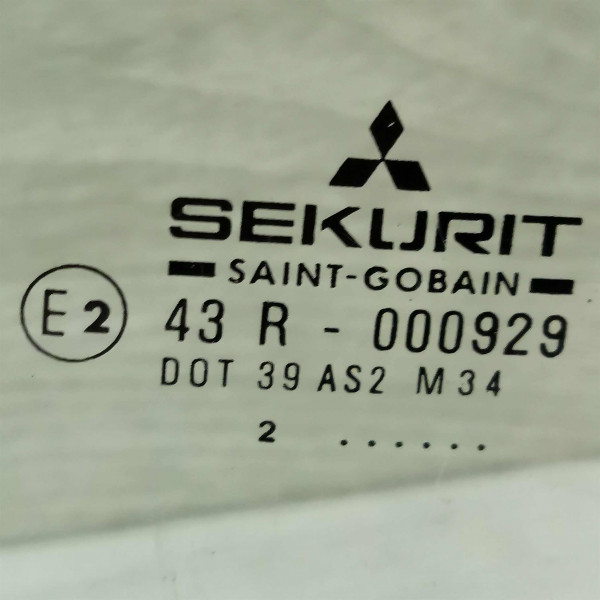 SEKURIT
SAINT-GOBAIN
E2 43 R - 000929
DOT 39 AS2 M34
2 ......